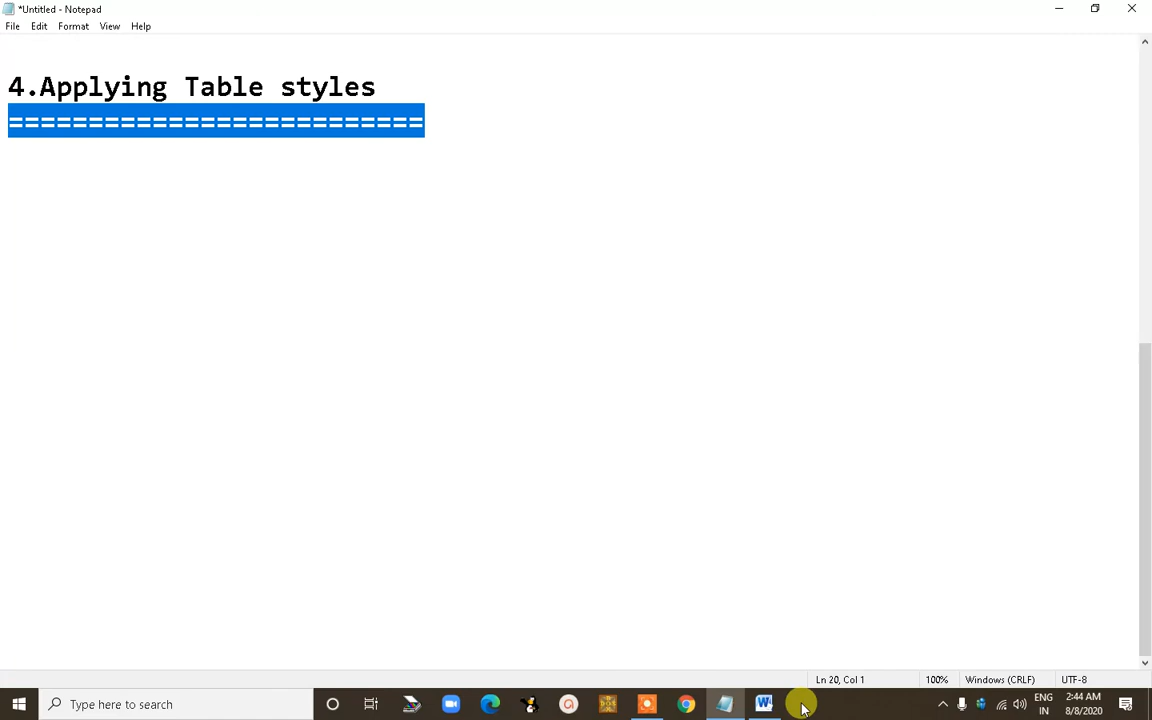 *Untitled - Notepad
File Edit Format View Help
4.Applying Table styles
==========================
Ln 20, Col 1 100% Windows (CRLF) UTF-8
Type here to search
ENG
IN
2:44 AM
8/8/2020